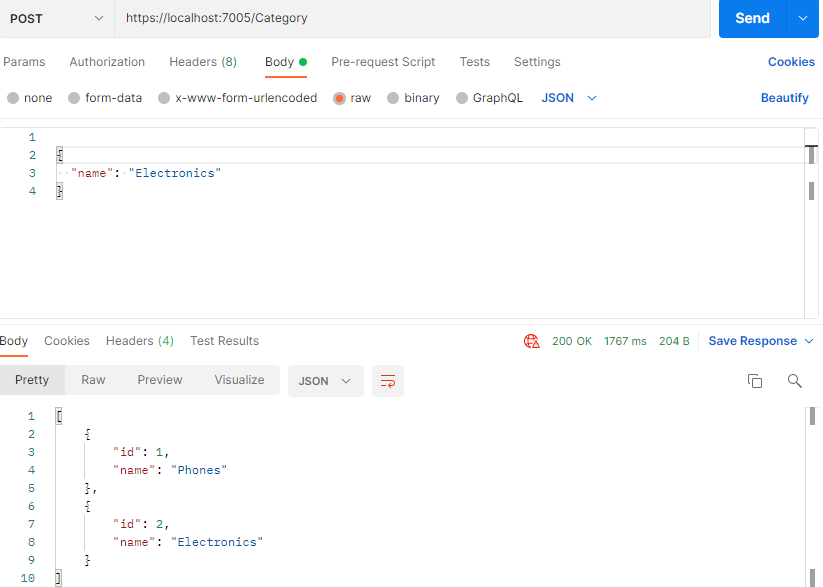 POST https://localhost:7005/Category Send
Params Authorization Headers (8) Body Pre-request Script Tests Settings Cookies
none form-data x-www-form-urlencoded raw binary GraphQL JSON Beautify
1
2 {
3 "name": "Electronics"
4 }
Body Cookies Headers (4) Test Results 200 OK 1767 ms 204 B Save Response
Pretty Raw Preview Visualize JSON
1 [
2 {
3 "id": 1,
4 "name": "Phones"
5 },
6 {
7 "id": 2,
8 "name": "Electronics"
9 }
10 ]